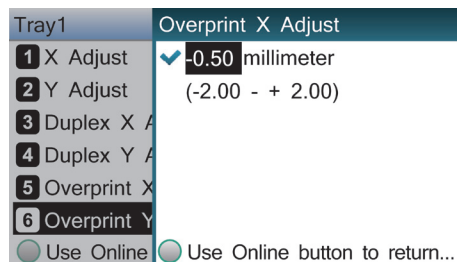 Tray1
1 X Adjust
2 Y Adjust
3 Duplex X
4 Duplex Y
5 Overprint X
6 Overprint Y
Use Online
Overprint X Adjust
-0.50 millimeter
(-2.00 - + 2.00)
Use Online button to return...